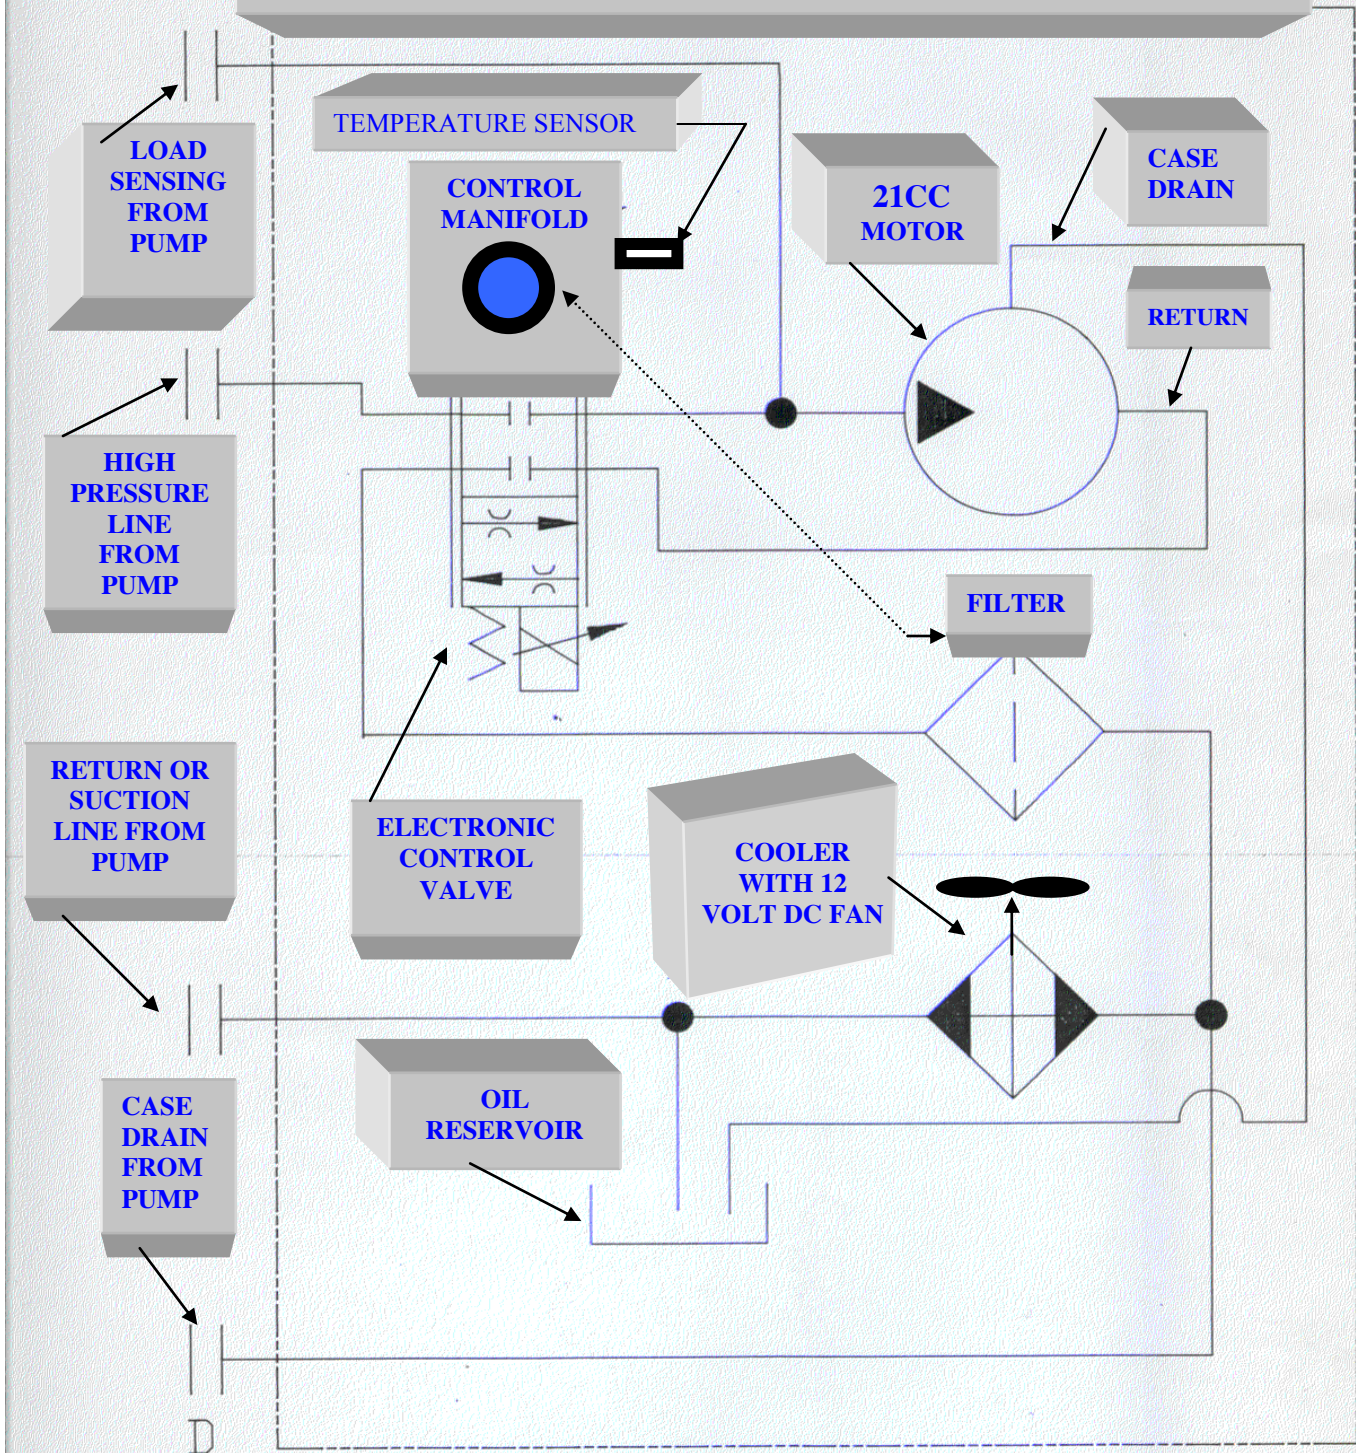 LOAD
SENSING
FROM
PUMP
TEMPERATURE SENSOR
CONTROL
MANIFOLD
21CC
MOTOR
CASE
DRAIN
RETURN
HIGH
PRESSURE
LINE
FROM
PUMP
FILTER
RETURN OR
SUCTION
LINE FROM
PUMP
ELECTRONIC
CONTROL
VALVE
COOLER
WITH 12
VOLT DC FAN
OIL
RESERVOIR
CASE
DRAIN
FROM
PUMP